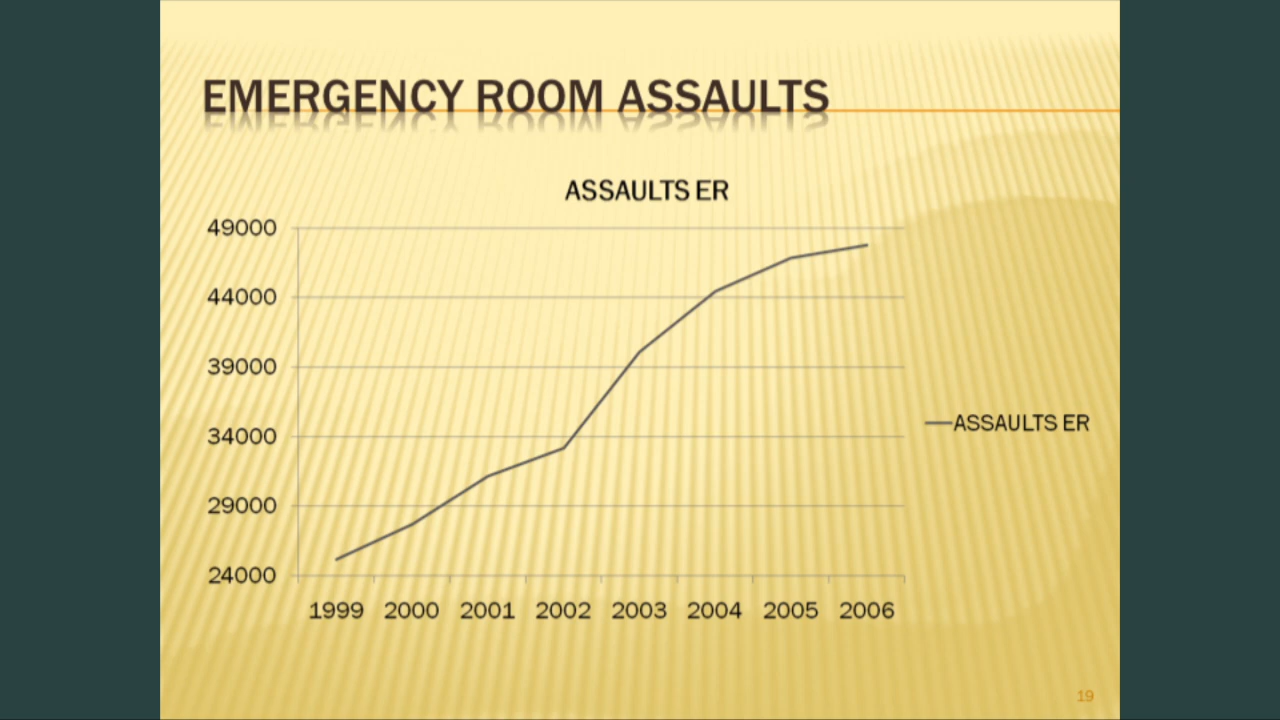 EMERGENCY ROOM ASSAULTS
ASSAULTS ER
49000
44000
39000
34000
29000
24000
1999 2000 2001 2002 2003 2004 2005 2006
ASSAULTS ER
19